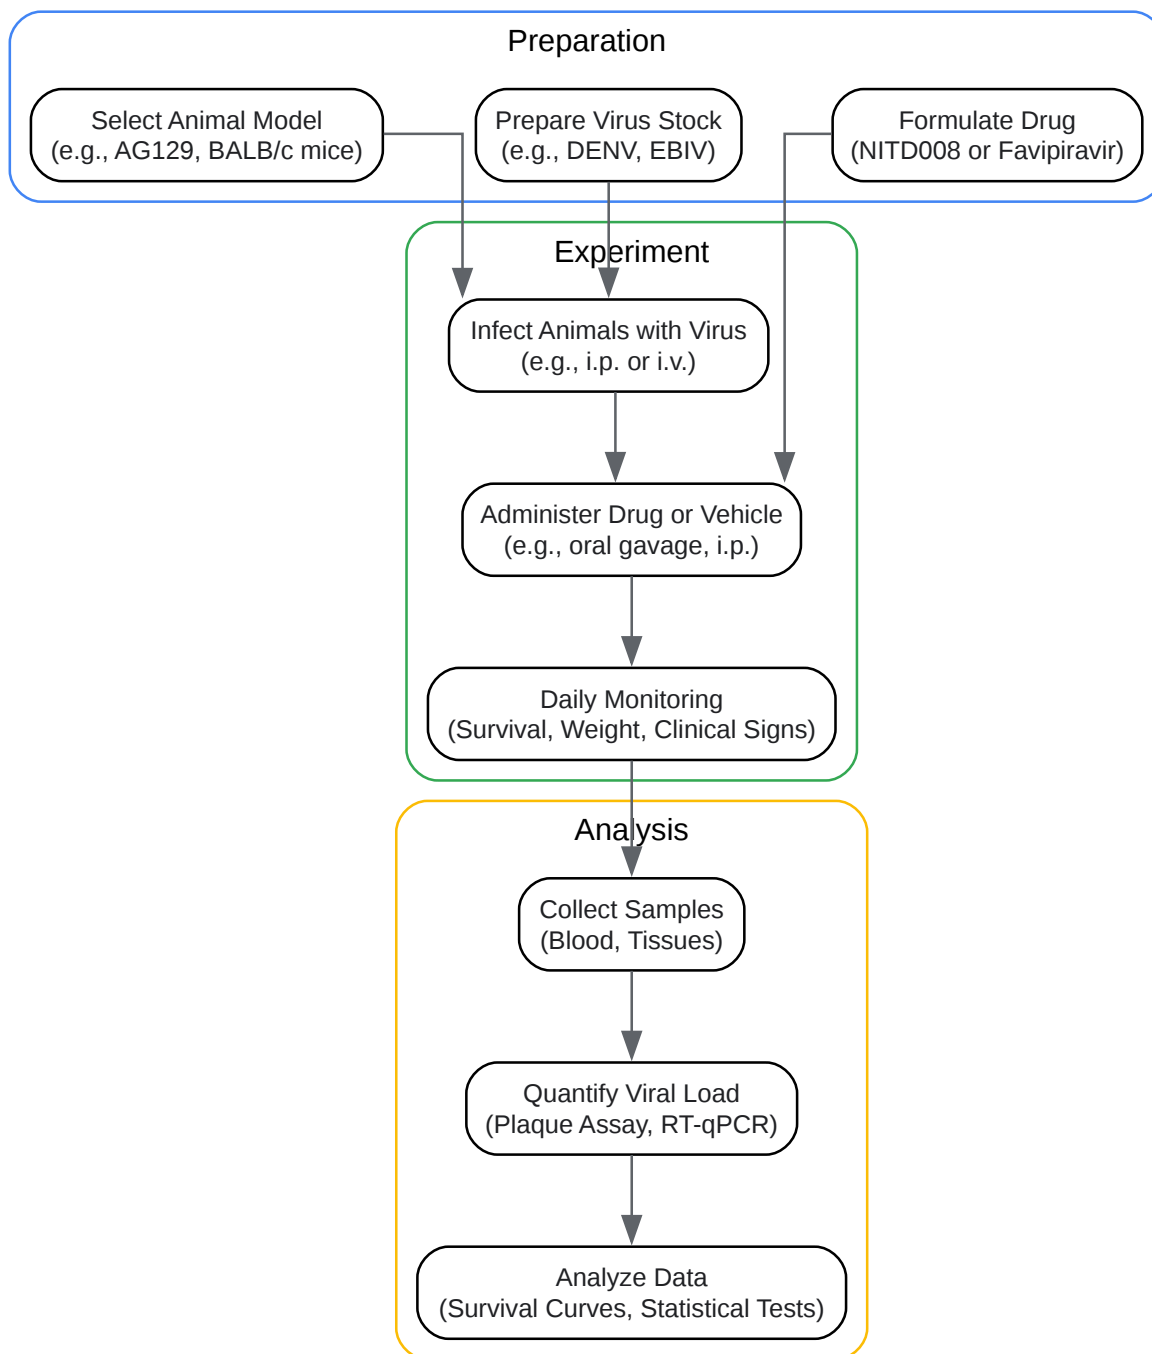 Preparation
Select Animal Model
(e.g., AG129, BALB/c mice)
Prepare Virus Stock
(e.g., DENV, EBIV)
Formulate Drug
(NITD008 or Favipiravir)
Experiment
Infect Animals with Virus
(e.g., i.p. or i.v.)
Administer Drug or Vehicle
(e.g., oral gavage, i.p.)
Daily Monitoring
(Survival, Weight, Clinical Signs)
Analysis
Collect Samples
(Blood, Tissues)
Quantify Viral Load
(Plaque Assay, RT-qPCR)
Analyze Data
(Survival Curves, Statistical Tests)